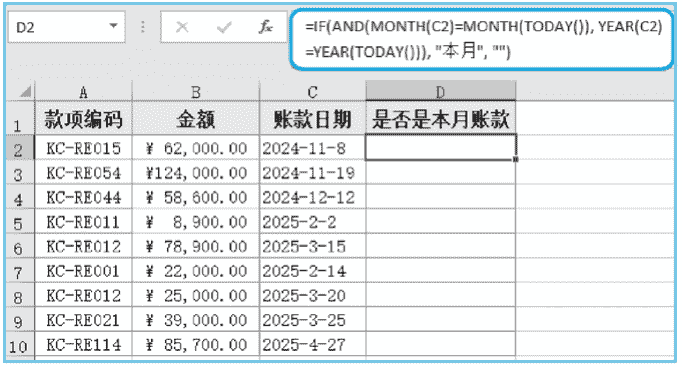 D2 fx =IF(AND(MONTH(C2)=MONTH(TODAY()), YEAR(C2)
=YEAR(TODAY())), "本月", "")
A B C D
1 款项编码 金额 账款日期 是否是本月账款
2 KC-RE015 ¥ 62,000.00 2024-11-8
3 KC-RE054 ¥124,000.00 2024-11-19
4 KC-RE044 ¥ 58,600.00 2024-12-12
5 KC-RE011 ¥ 8,900.00 2025-2-2
6 KC-RE012 ¥ 78,900.00 2025-3-15
7 KC-RE001 ¥ 22,000.00 2025-2-14
8 KC-RE012 ¥ 25,000.00 2025-3-20
9 KC-RE021 ¥ 39,000.00 2025-3-25
10 KC-RE114 ¥ 85,700.00 2025-4-27